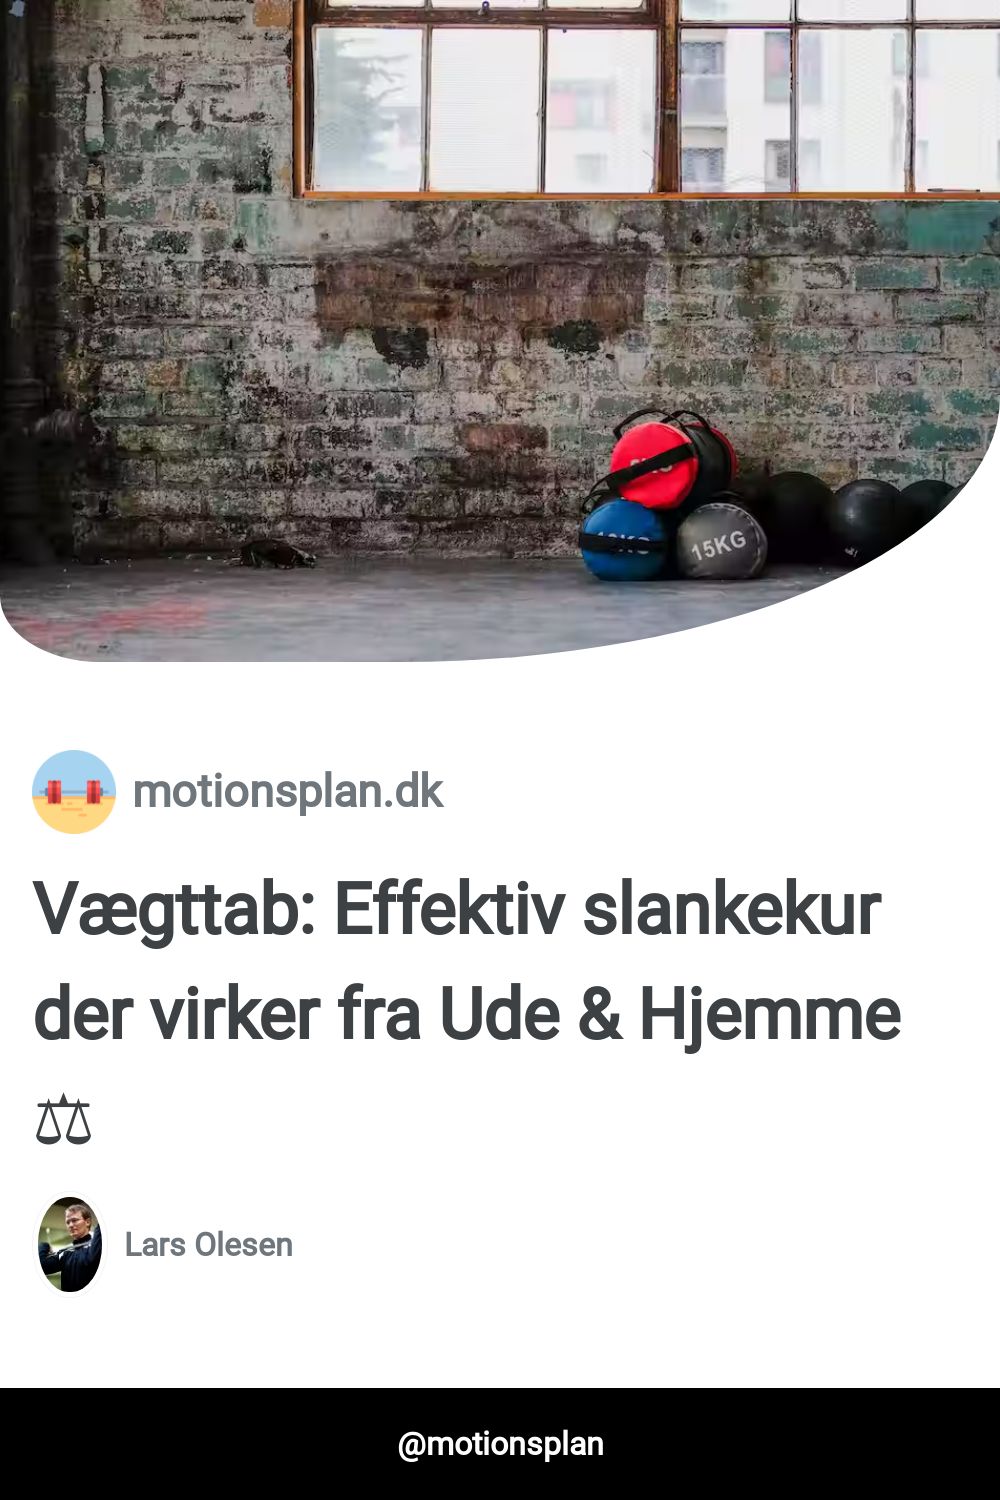 15KG
motionsplan.dk
Vægttab: Effektiv slankekur
der virker fra Ude & Hjemme
⚖
Lars Olesen
@motionsplan